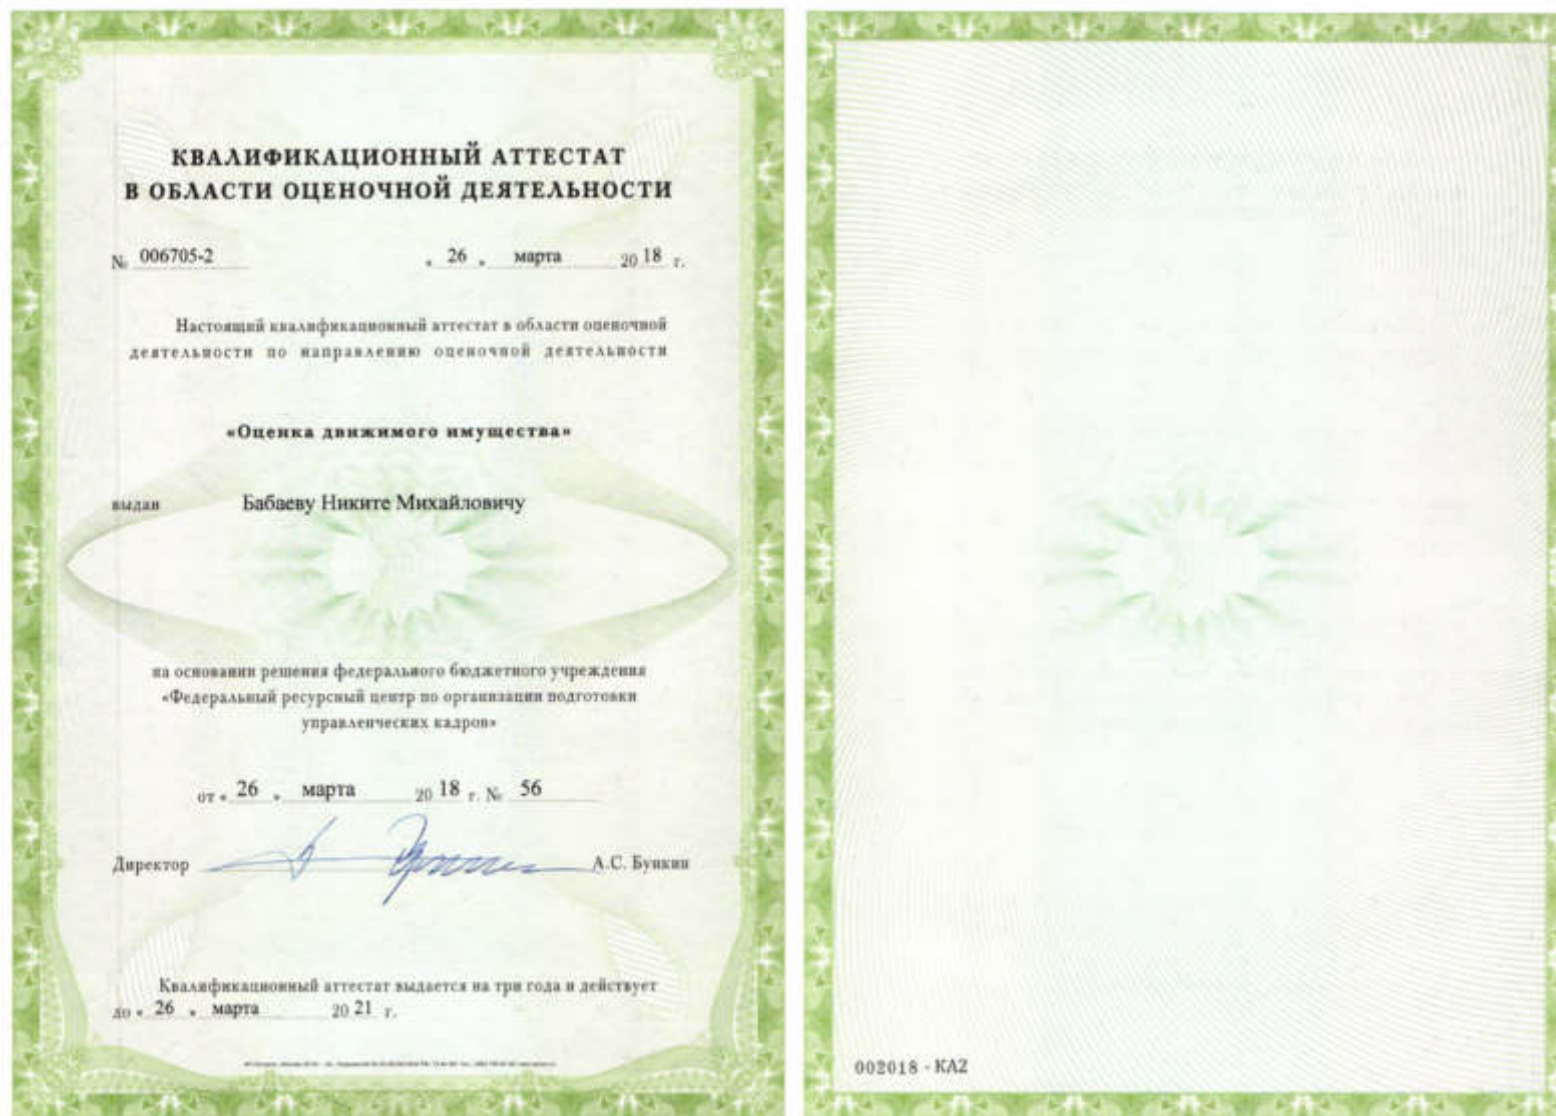 КВАЛИФИКАЦИОННЫЙ АТТЕСТАТ
В ОБЛАСТИ ОЦЕНОЧНОЙ ДЕЯТЕЛЬНОСТИ
№ 006705-2 « 26 » марта 20 18 г.
Настоящий квалификационный аттестат в области оценочной
деятельности по направлению оценочной деятельности
«Оценка движимого имущества»
выдан Бабаеву Никите Михайловичу
на основании решения федерального бюджетного учреждения
«Федеральный ресурсный центр по организации подготовки
управленческих кадров»
от « 26 » марта 20 18 г. № 56
Директор А.С. Бункин
Квалификационный аттестат выдается на три года и действует
до « 26 » марта 20 21 г.
002018 - КА2